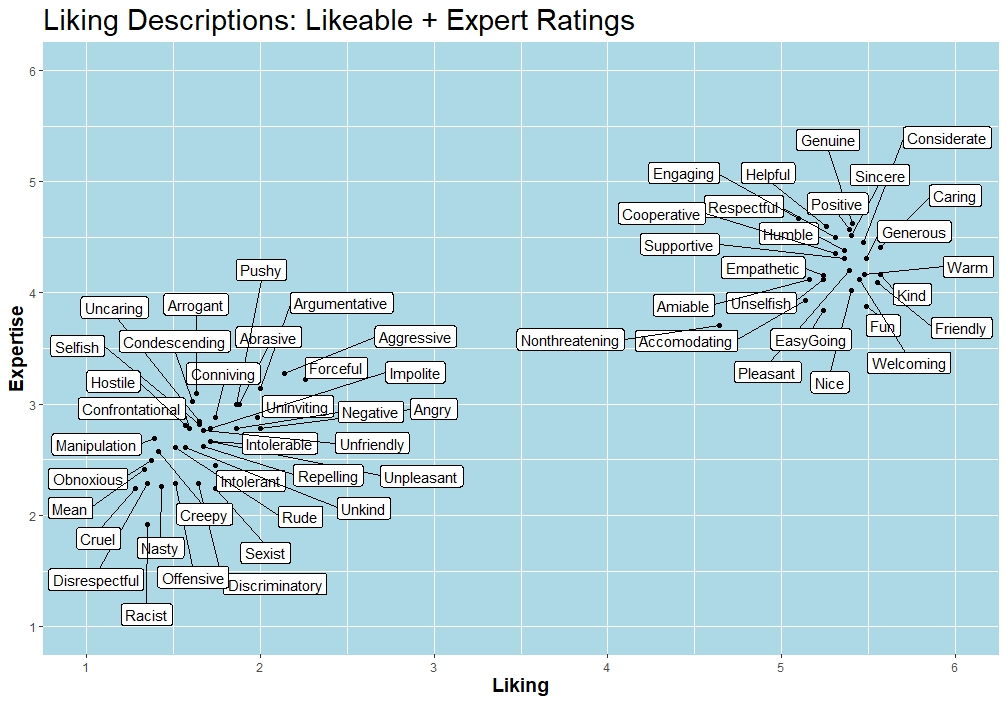 Liking Descriptions: Likeable + Expert Ratings
6
Genuine
Considerate
5
Engaging
Helpful
Sincere
Caring
Positive
Respectful
Cooperative
Generous
Humble
Supportive
Empathetic
Warm
Pushy
4
Kind
Uncaring
Arrogant
Argumentative
Amiable
Unselfish
Fun
Friendly
Condescending
Abrasive
Aggressive
Nonthreatening
Accomodating
EasyGoing
Selfish
Welcoming
Forceful
Impolite
Conniving
Pleasant
Hostile
Nice
3
Confrontational
Uninviting
Negative
Angry
Manipulation
Intolerable
Unfriendly
Obnoxious
Intolerant
Repelling
Unpleasant
Mean
Unkind
2
Creepy
Rude
Cruel
Nasty
Sexist
Disrespectful
Offensive
Discriminatory
Racist
1
Expertise
1 2 3 4 5 6
Liking